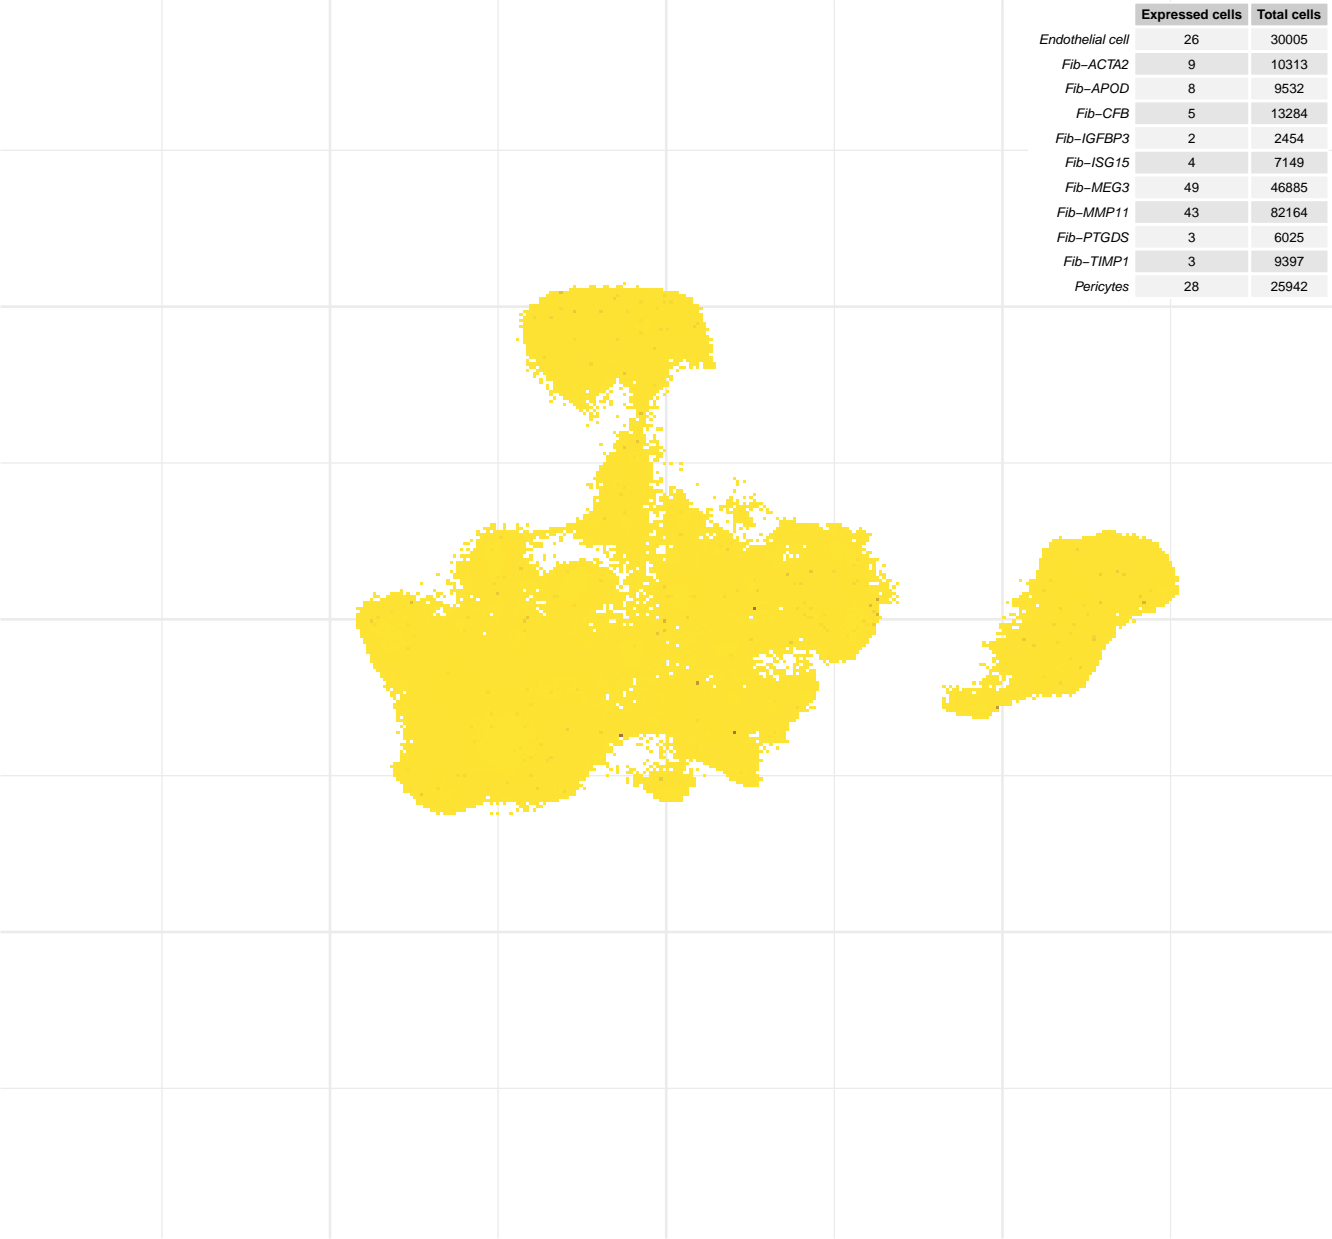 Expressed cells Total cells
Endothelial cell 26 30005
Fib−ACTA2 9 10313
Fib−APOD 8 9532
Fib−CFB 5 13284
Fib−IGFBP3 2 2454
Fib−ISG15 4 7149
Fib−MEG3 49 46885
Fib−MMP11 43 82164
Fib−PTGDS 3 6025
Fib−TIMP1 3 9397
Pericytes 28 25942